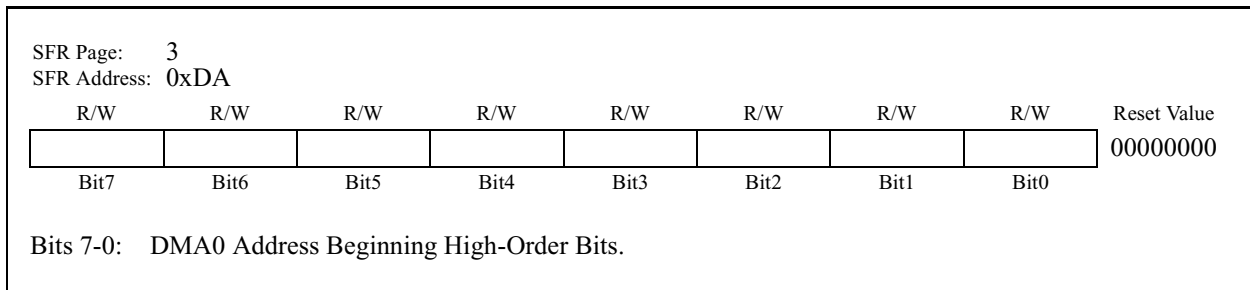 SFR Page: 3
SFR Address: 0xDA
R/W R/W R/W R/W R/W R/W R/W R/W Reset Value
00000000
Bit7 Bit6 Bit5 Bit4 Bit3 Bit2 Bit1 Bit0
Bits 7-0: DMA0 Address Beginning High-Order Bits.